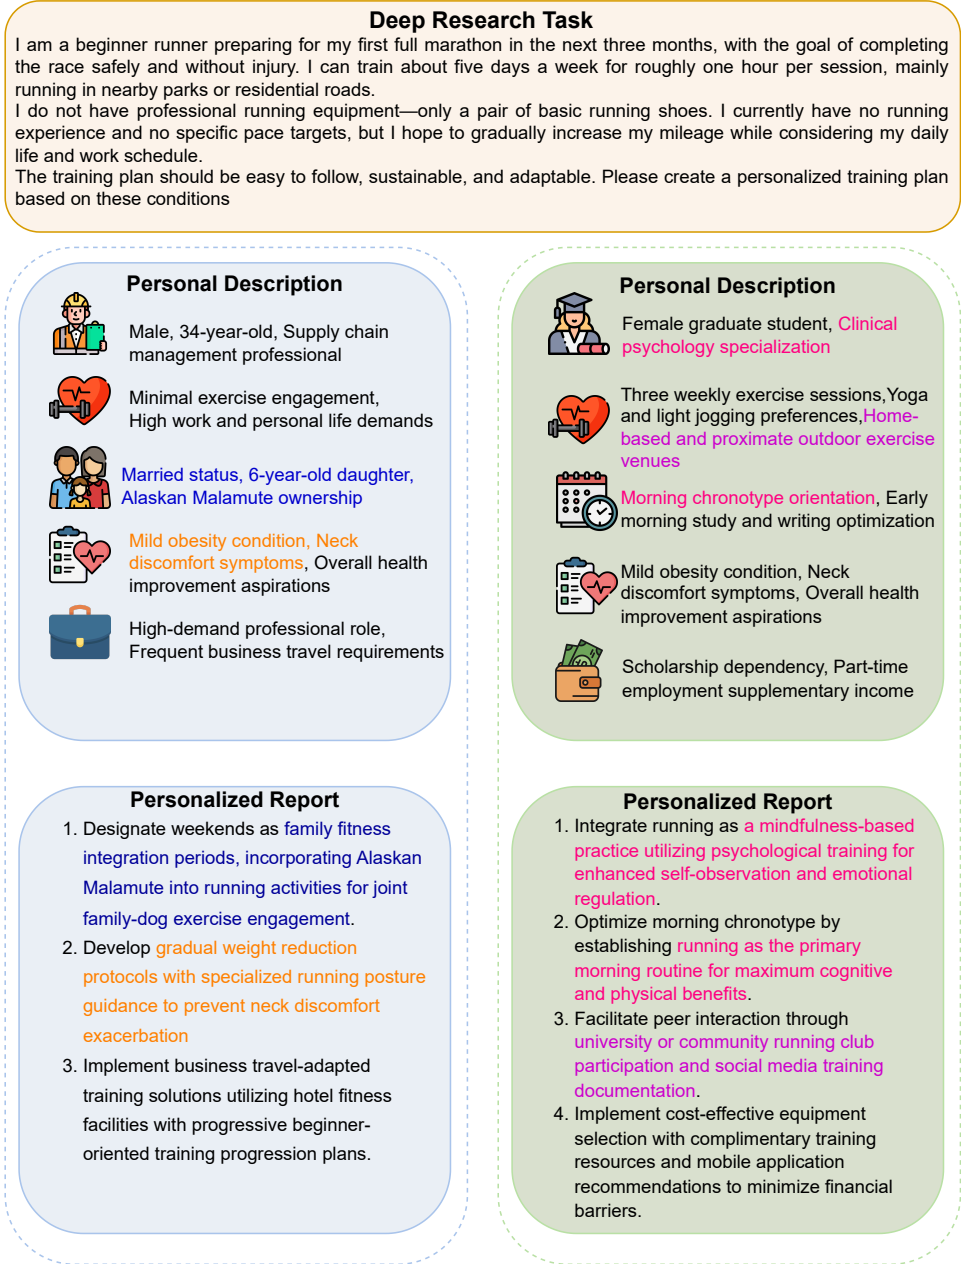 Deep Research Task
I am a beginner runner preparing for my first full marathon in the next three months, with the goal of completing
the race safely and without injury. I can train about five days a week for roughly one hour per session, mainly
running in nearby parks or residential roads.
I do not have professional running equipment—only a pair of basic running shoes. I currently have no running
experience and no specific pace targets, but I hope to gradually increase my mileage while considering my daily
life and work schedule.
The training plan should be easy to follow, sustainable, and adaptable. Please create a personalized training plan
based on these conditions
Personal Description
Male, 34-year-old, Supply chain
management professional
Minimal exercise engagement,
High work and personal life demands
Married status, 6-year-old daughter,
Alaskan Malamute ownership
Mild obesity condition, Neck
discomfort symptoms, Overall health
improvement aspirations
High-demand professional role,
Frequent business travel requirements
Personalized Report
1. Designate weekends as family fitness
integration periods, incorporating Alaskan
Malamute into running activities for joint
family-dog exercise engagement.
2. Develop gradual weight reduction
protocols with specialized running posture
guidance to prevent neck discomfort
exacerbation
3. Implement business travel-adapted
training solutions utilizing hotel fitness
facilities with progressive beginner-
oriented training progression plans.
Personal Description
Female graduate student, Clinical
psychology specialization
Three weekly exercise sessions,Yoga
and light jogging preferences,Home-
based and proximate outdoor exercise
venues
Morning chronotype orientation, Early
morning study and writing optimization
Mild obesity condition, Neck
discomfort symptoms, Overall health
improvement aspirations
Scholarship dependency, Part-time
employment supplementary income
Personalized Report
1. Integrate running as a mindfulness-based
practice utilizing psychological training for
enhanced self-observation and emotional
regulation.
2. Optimize morning chronotype by
establishing running as the primary
morning routine for maximum cognitive
and physical benefits.
3. Facilitate peer interaction through
university or community running club
participation and social media training
documentation.
4. Implement cost-effective equipment
selection with complimentary training
resources and mobile application
recommendations to minimize financial
barriers.